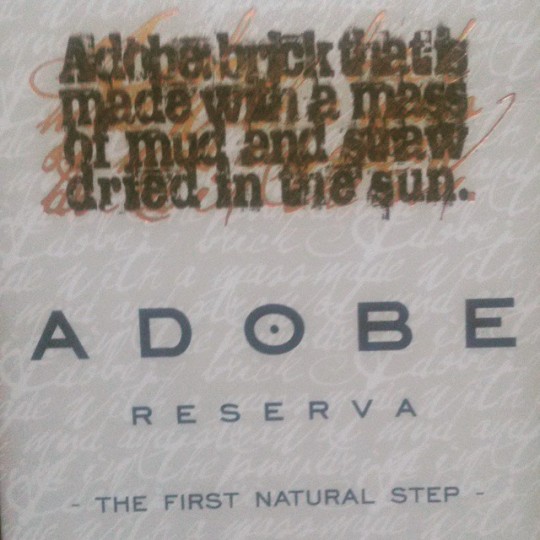 Adobe: brick that is
made with a mass
of mud and straw
dried in the sun.
ADOBE
RESERVA
- THE FIRST NATURAL STEP -